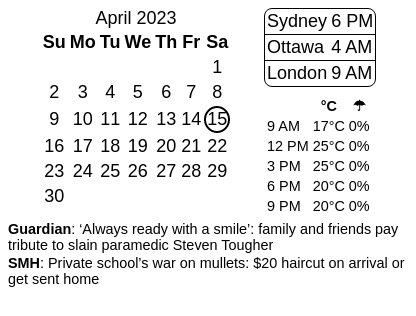 April 2023
Su Mo Tu We Th Fr Sa
1
2 3 4 5 6 7 8
9 10 11 12 13 14 15
16 17 18 19 20 21 22
23 24 25 26 27 28 29
30
Sydney 6 PM
Ottawa 4 AM
London 9 AM
°C ☂
9 AM 17°C 0%
12 PM 25°C 0%
3 PM 25°C 0%
6 PM 20°C 0%
9 PM 20°C 0%
Guardian: ‘Always ready with a smile’: family and friends pay
tribute to slain paramedic Steven Tougher
SMH: Private school’s war on mullets: $20 haircut on arrival or
get sent home